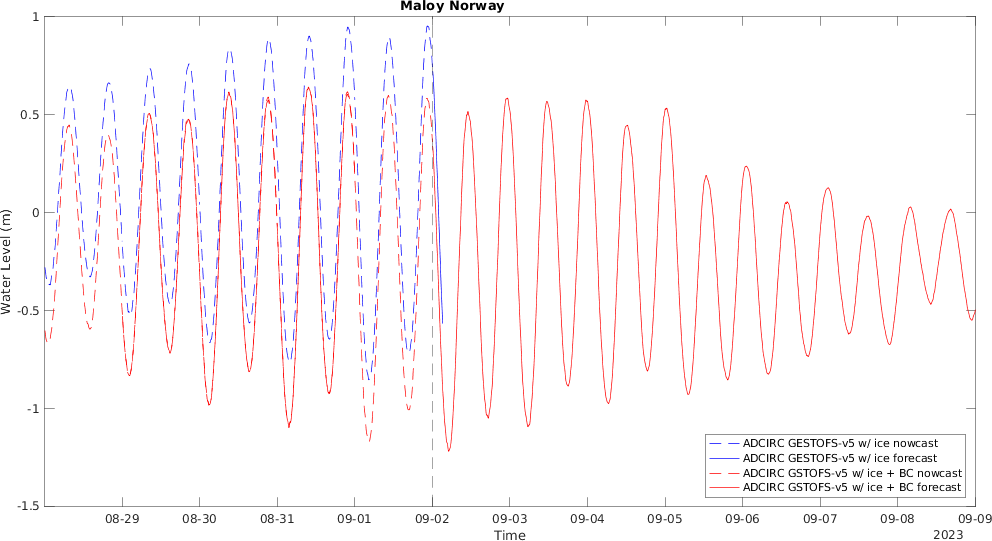 Maloy Norway
1
0.5
0
-0.5
-1
-1.5
Water Level (m)
ADCIRC GESTOFS-v5 w/ ice nowcast
ADCIRC GESTOFS-v5 w/ ice forecast
ADCIRC GSTOFS-v5 w/ ice + BC nowcast
ADCIRC GSTOFS-v5 w/ ice + BC forecast
08-29 08-30 08-31 09-01 09-02 09-03 09-04 09-05 09-06 09-07 09-08 09-09
Time
2023